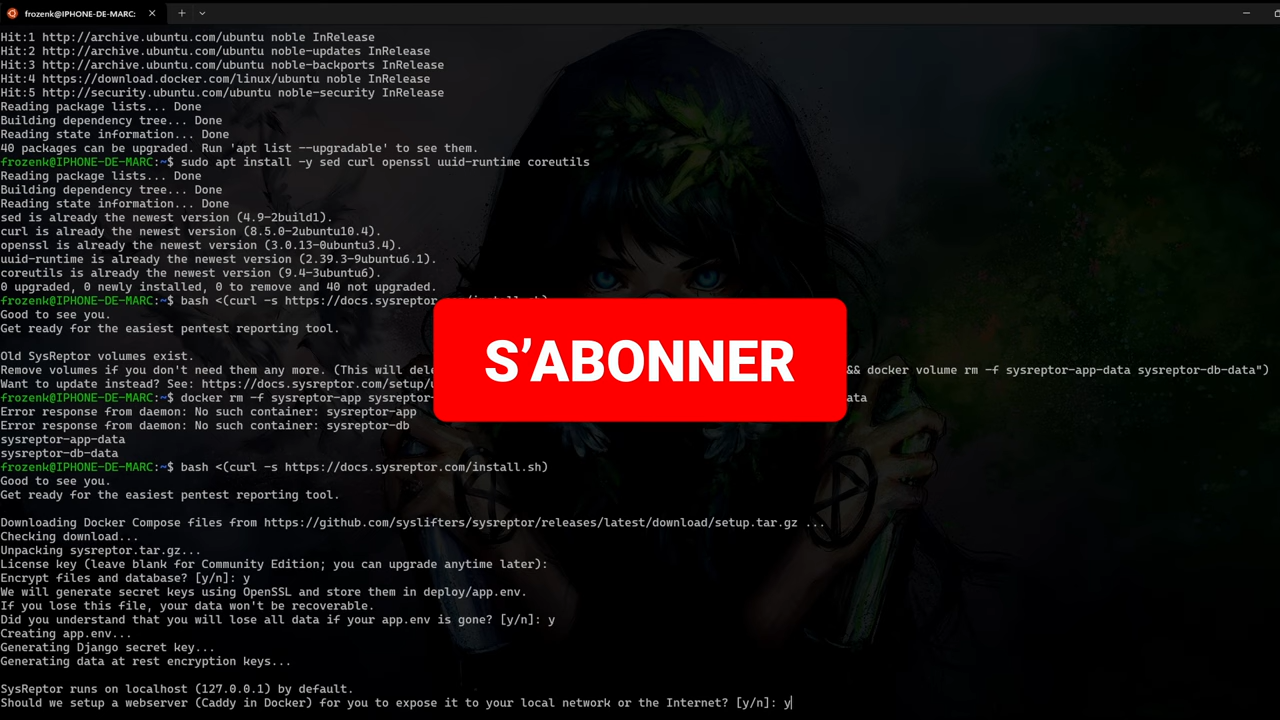 frozenk@IPHONE-DE-MARC:
Hit:1 http://archive.ubuntu.com/ubuntu noble InRelease
Hit:2 http://archive.ubuntu.com/ubuntu noble-updates InRelease
Hit:3 http://archive.ubuntu.com/ubuntu noble-backports InRelease
Hit:4 https://download.docker.com/linux/ubuntu noble InRelease
Hit:5 http://security.ubuntu.com/ubuntu noble-security InRelease
Reading package lists... Done
Building dependency tree... Done
Reading state information... Done
40 packages can be upgraded. Run 'apt list --upgradable' to see them.
frozenk@IPHONE-DE-MARC:~$ sudo apt install -y sed curl openssl uuid-runtime coreutils
Reading package lists... Done
Building dependency tree... Done
Reading state information... Done
sed is already the newest version (4.9-2build1).
curl is already the newest version (8.5.0-2ubuntu10.4).
openssl is already the newest version (3.0.13-0ubuntu3.4).
uuid-runtime is already the newest version (2.39.3-9ubuntu6.1).
coreutils is already the newest version (9.4-3ubuntu6).
0 upgraded, 0 newly installed, 0 to remove and 40 not upgraded.
frozenk@IPHONE-DE-MARC:~$ bash <(curl -s https://docs.sysreptor.com/install.sh)
Good to see you.
Get ready for the easiest pentest reporting tool.
Old SysReptor volumes exist.
Remove volumes if you don't need them any more. (This will dele && docker volume rm -f sysreptor-app-data sysreptor-db-data")
Want to update instead? See: https://docs.sysreptor.com/setup/u
frozenk@IPHONE-DE-MARC:~$ docker rm -f sysreptor-app sysrepto ata
S'ABONNER
Error response from daemon: No such container: sysreptor-app
Error response from daemon: No such container: sysreptor-db
sysreptor-app-data
sysreptor-db-data
frozenk@IPHONE-DE-MARC:~$ bash <(curl -s https://docs.sysreptor.com/install.sh)
Good to see you.
Get ready for the easiest pentest reporting tool.
Downloading Docker Compose files from https://github.com/syslifters/sysreptor/releases/latest/download/setup.tar.gz ...
Checking download...
Unpacking sysreptor.tar.gz...
License key (leave blank for Community Edition; you can upgrade anytime later):
Encrypt files and database? [y/n]: y
We will generate secret keys using OpenSSL and store them in deploy/app.env.
If you lose this file, your data won't be recoverable.
Did you understand that you will lose all data if your app.env is gone? [y/n]: y
Creating app.env...
Generating Django secret key...
Generating data at rest encryption keys...
SysReptor runs on localhost (127.0.0.1) by default.
Should we setup a webserver (Caddy in Docker) for you to expose it to your local network or the Internet? [y/n]: y